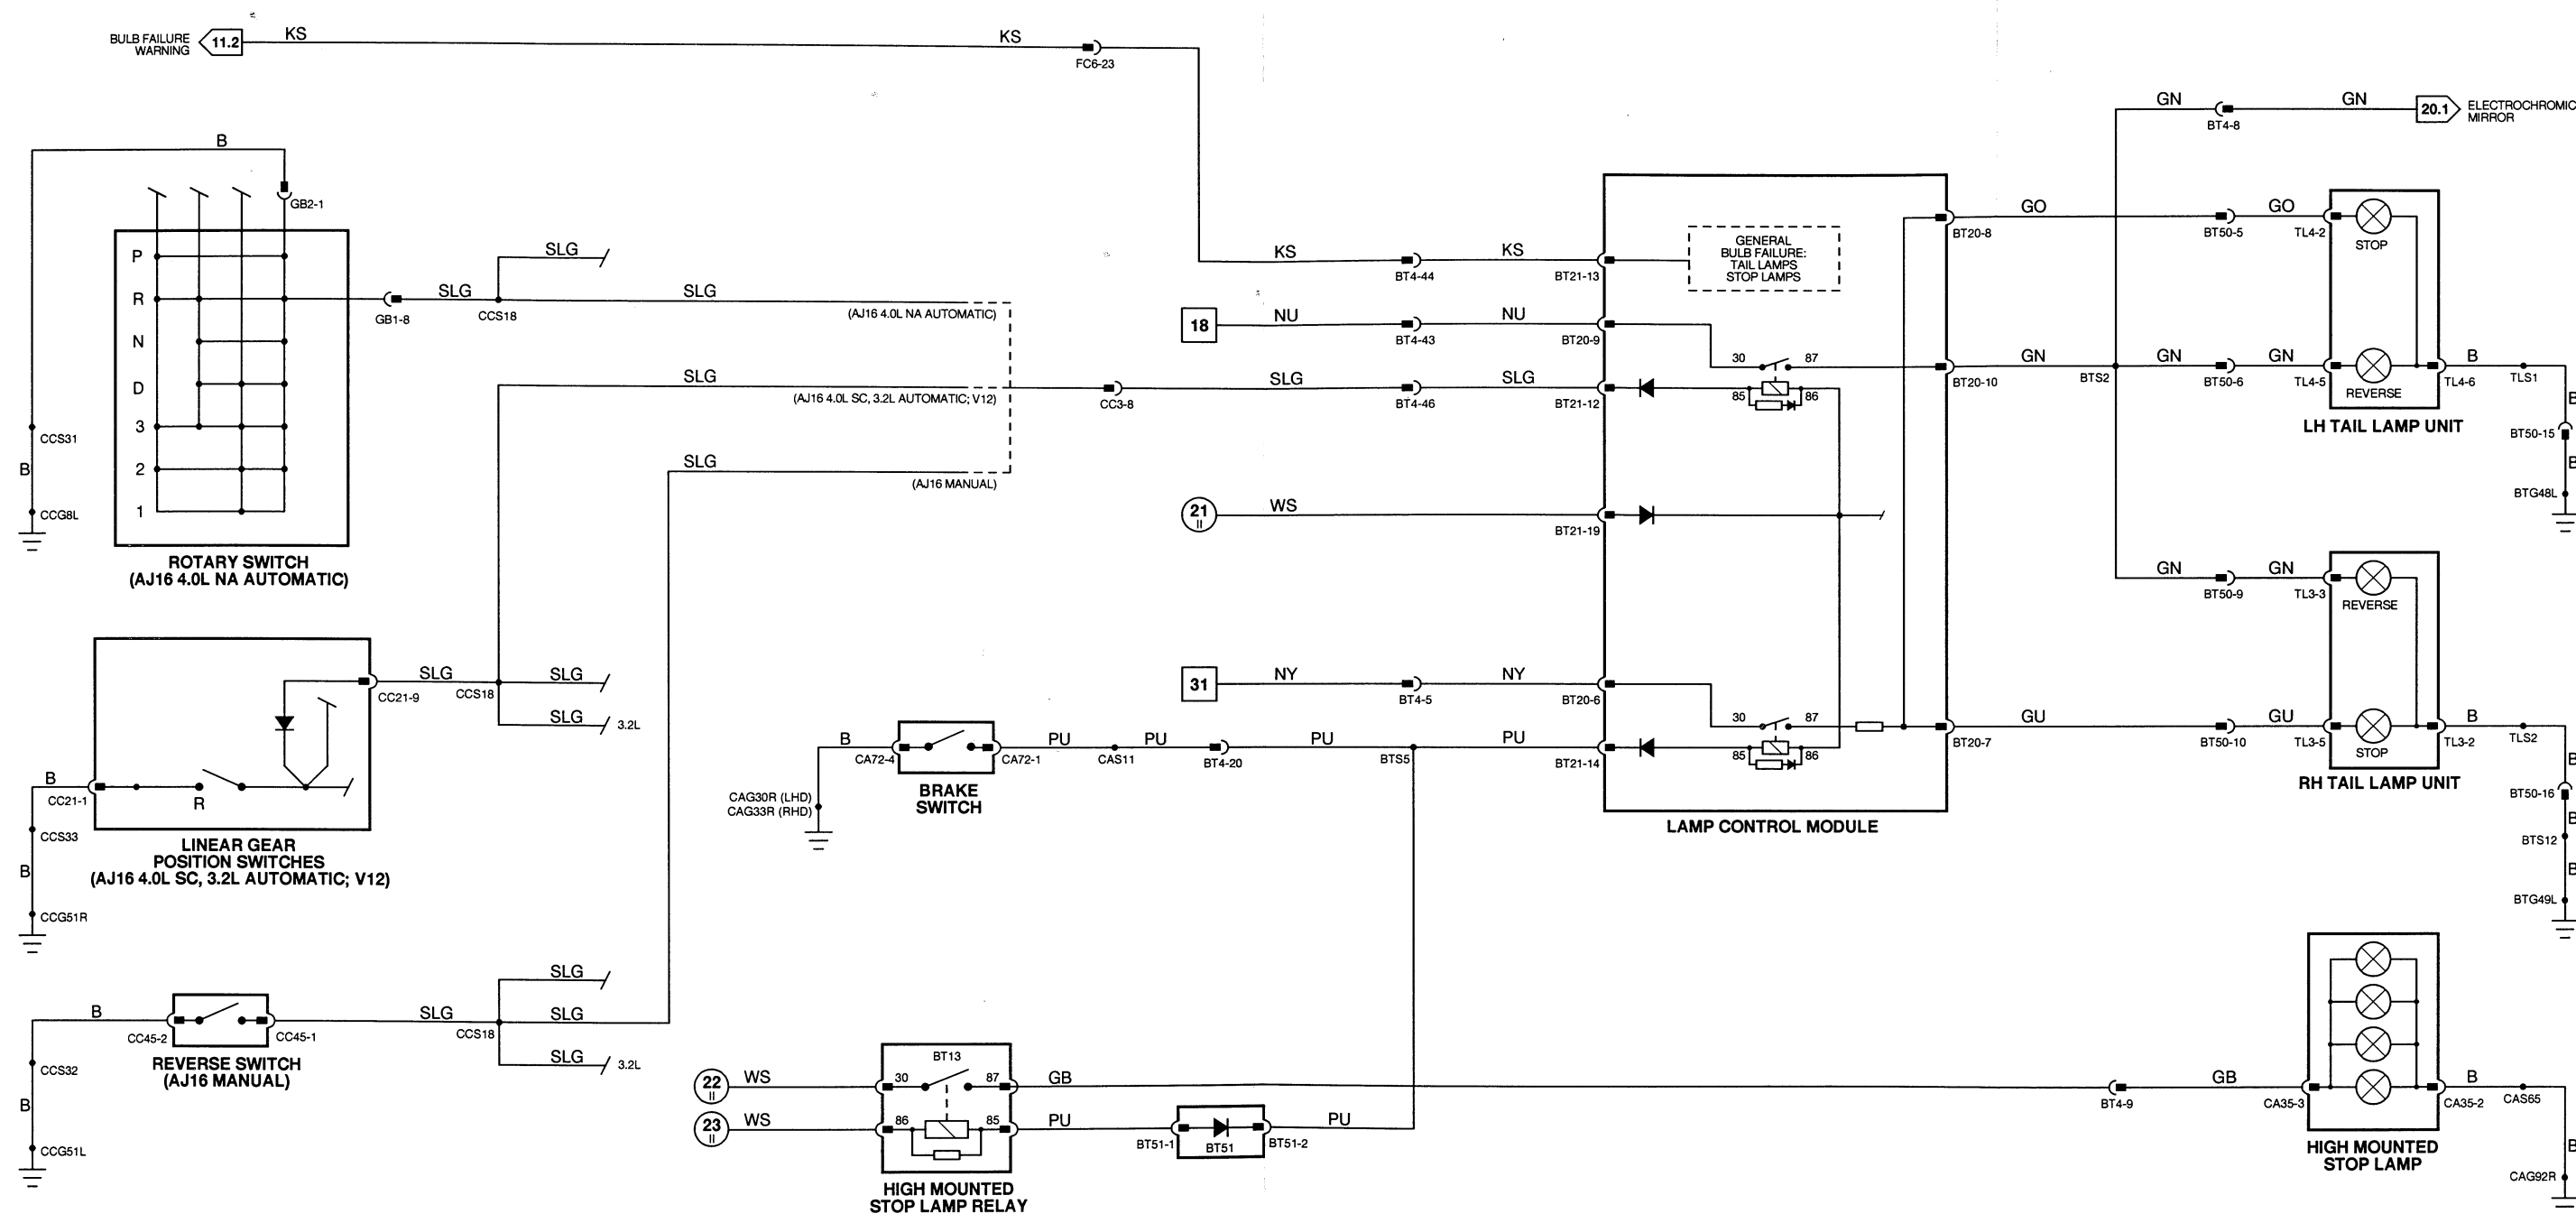 BULB FAILURE
WARNING
11.2
KS
KS
FC6-23
GN
BT4-8
GN
20.1
ELECTROCHROMIC
MIRROR
B
GB2-1
P
R
N
D
3
2
1
CCS31
B
CCG8L
ROTARY SWITCH
(AJ16 4.0L NA AUTOMATIC)
GB1-8
SLG
CCS18
SLG
SLG
(AJ16 4.0L NA AUTOMATIC)
SLG
(AJ16 4.0L SC, 3.2L AUTOMATIC; V12)
SLG
(AJ16 MANUAL)
CC3-8
KS
BT4-44
KS
BT21-13
18
NU
BT4-43
NU
BT20-9
SLG
BT4-46
SLG
BT21-12
21
II
WS
BT21-19
31
NY
BT4-5
NY
BT20-6
GENERAL
BULB FAILURE:
TAIL LAMPS
STOP LAMPS
30
87
85
86
30
87
85
86
LAMP CONTROL MODULE
BT20-8
GO
BT50-5
GO
TL4-2
STOP
BT20-10
GN
BTS2
GN
BT50-6
GN
TL4-5
REVERSE
TL4-6
B
TLS1
B
BT50-15
B
BTG48L
LH TAIL LAMP UNIT
GN
BT50-9
GN
TL3-3
REVERSE
BT20-7
GU
BT50-10
GU
TL3-5
STOP
TL3-2
B
TLS2
B
BT50-16
B
BTS12
B
BTG49L
RH TAIL LAMP UNIT
CC21-9
SLG
CCS18
SLG
SLG
3.2L
B
CC21-1
R
CCS33
B
CCG51R
LINEAR GEAR
POSITION SWITCHES
(AJ16 4.0L SC, 3.2L AUTOMATIC; V12)
B
CA72-4
CA72-1
PU
CAS11
PU
BT4-20
PU
BTS5
PU
BT21-14
CAG30R (LHD)
CAG33R (RHD)
BRAKE
SWITCH
B
CC45-2
CC45-1
SLG
CCS18
SLG
SLG
SLG
3.2L
CCS32
B
CCG51L
REVERSE SWITCH
(AJ16 MANUAL)
22
II
WS
23
II
WS
BT13
30
87
86
85
GB
PU
BT51-1
BT51
BT51-2
PU
HIGH MOUNTED
STOP LAMP RELAY
BT4-9
GB
CA35-3
CA35-2
B
CAS65
B
CAG92R
HIGH MOUNTED
STOP LAMP